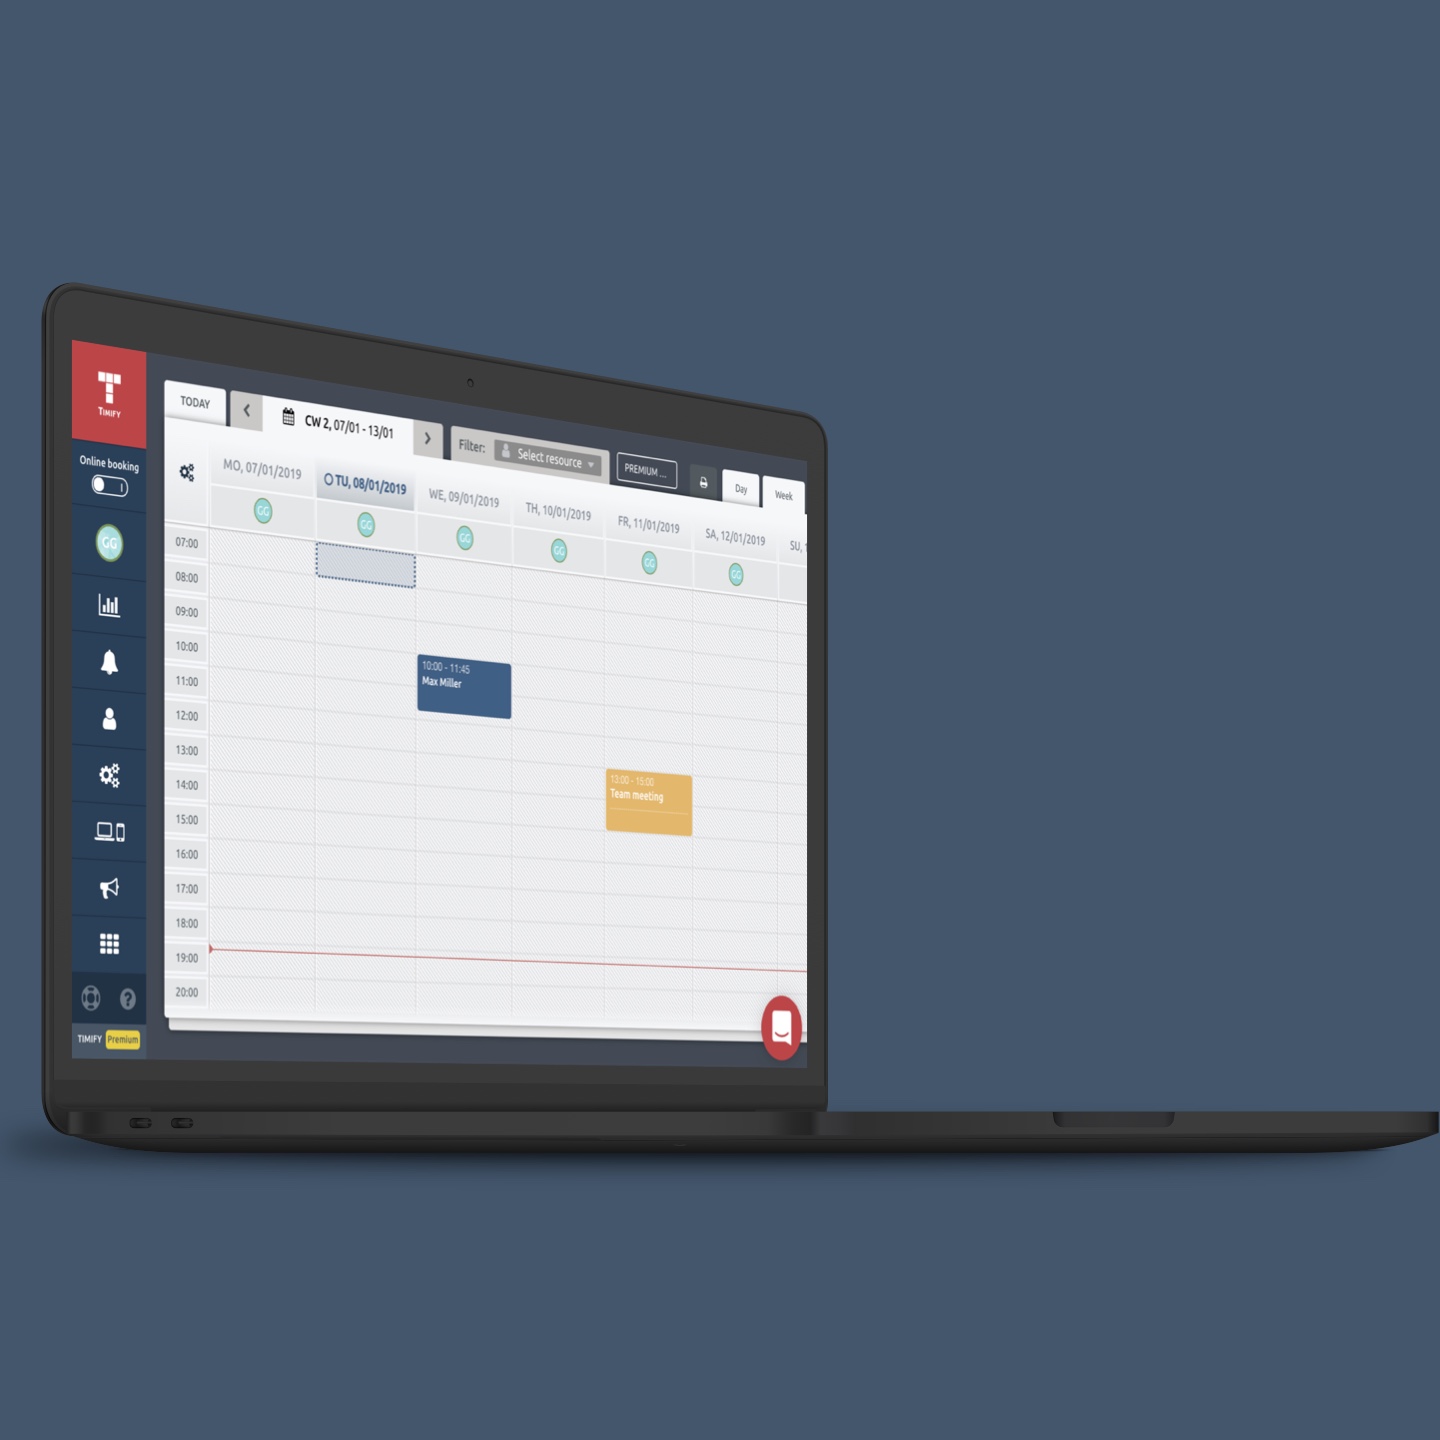 TIMIFY
Online booking
GG
TIMIFY Premium
TODAY
CW 2, 07/01 - 13/01
Filter: Select resource
PREMIUM ...
Day
Week
MO, 07/01/2019
TU, 08/01/2019
WE, 09/01/2019
TH, 10/01/2019
FR, 11/01/2019
SA, 12/01/2019
SU,
GG
GG
GG
GG
GG
GG
07:00
08:00
09:00
10:00
11:00
12:00
13:00
14:00
15:00
16:00
17:00
18:00
19:00
20:00
10:00 - 11:45
Max Miller
13:00 - 15:00
Team meeting